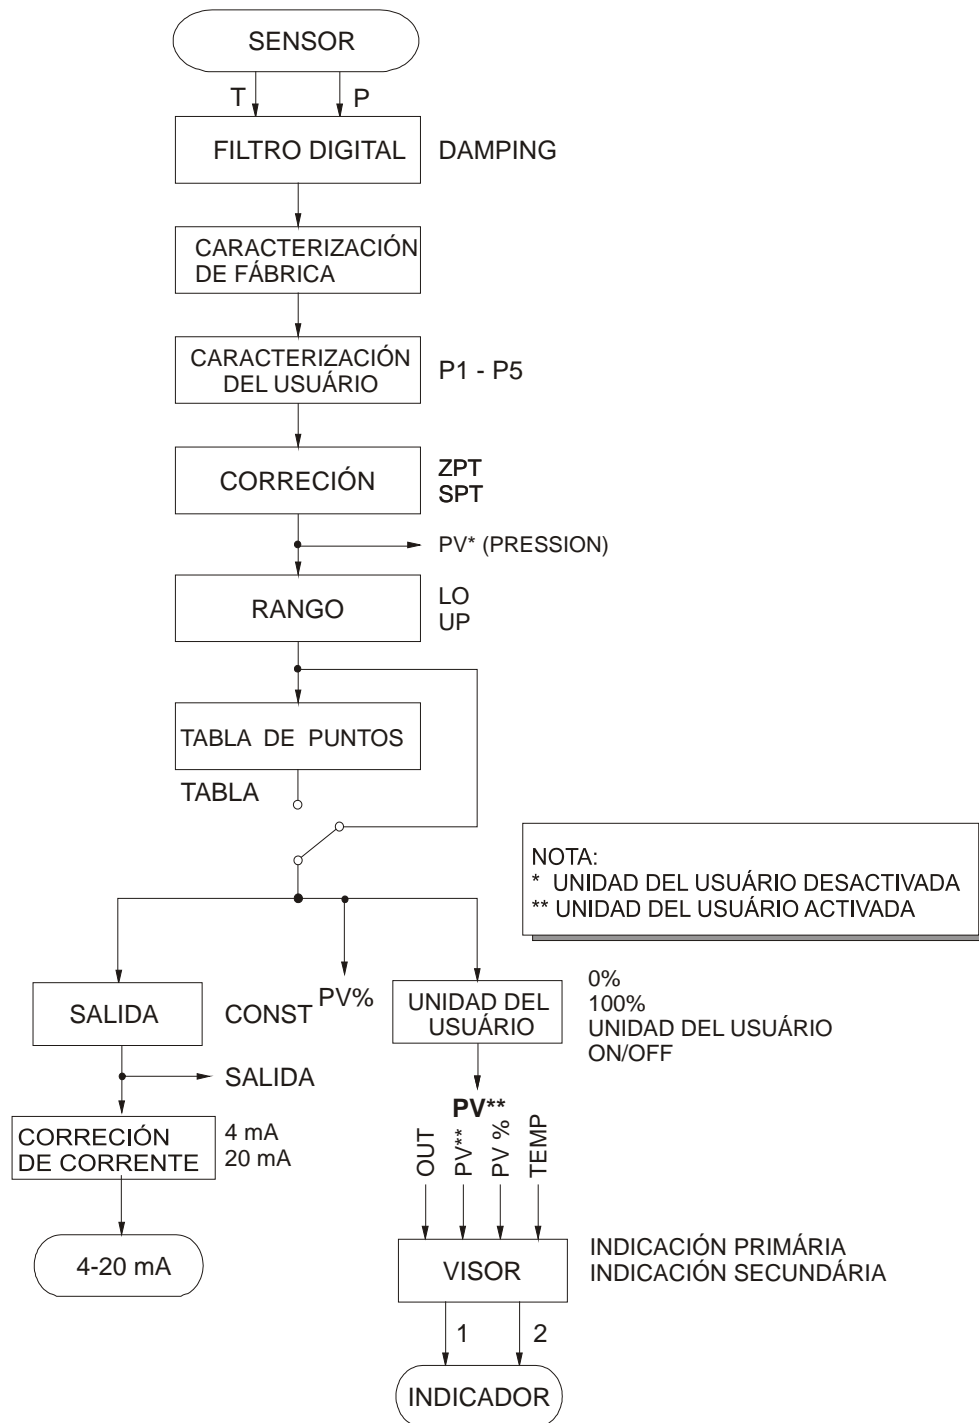 SENSOR
T
P
FILTRO DIGITAL
DAMPING
CARACTERIZACIÓN
DE FÁBRICA
CARACTERIZACIÓN
DEL USUÁRIO
P1 - P5
CORRECIÓN
ZPT
SPT
PV* (PRESSION)
RANGO
LO
UP
TABLA DE PUNTOS
TABLA
NOTA:
* UNIDAD DEL USUÁRIO DESACTIVADA
** UNIDAD DEL USUÁRIO ACTIVADA
SALIDA
CONST
PV%
UNIDAD DEL
USUÁRIO
0%
100%
UNIDAD DEL USUÁRIO
ON/OFF
SALIDA
CORRECIÓN
DE CORRENTE
4 mA
20 mA
PV**
OUT
PV**
PV %
TEMP
4-20 mA
VISOR
INDICACIÓN PRIMÁRIA
INDICACIÓN SECUNDÁRIA
1
2
INDICADOR